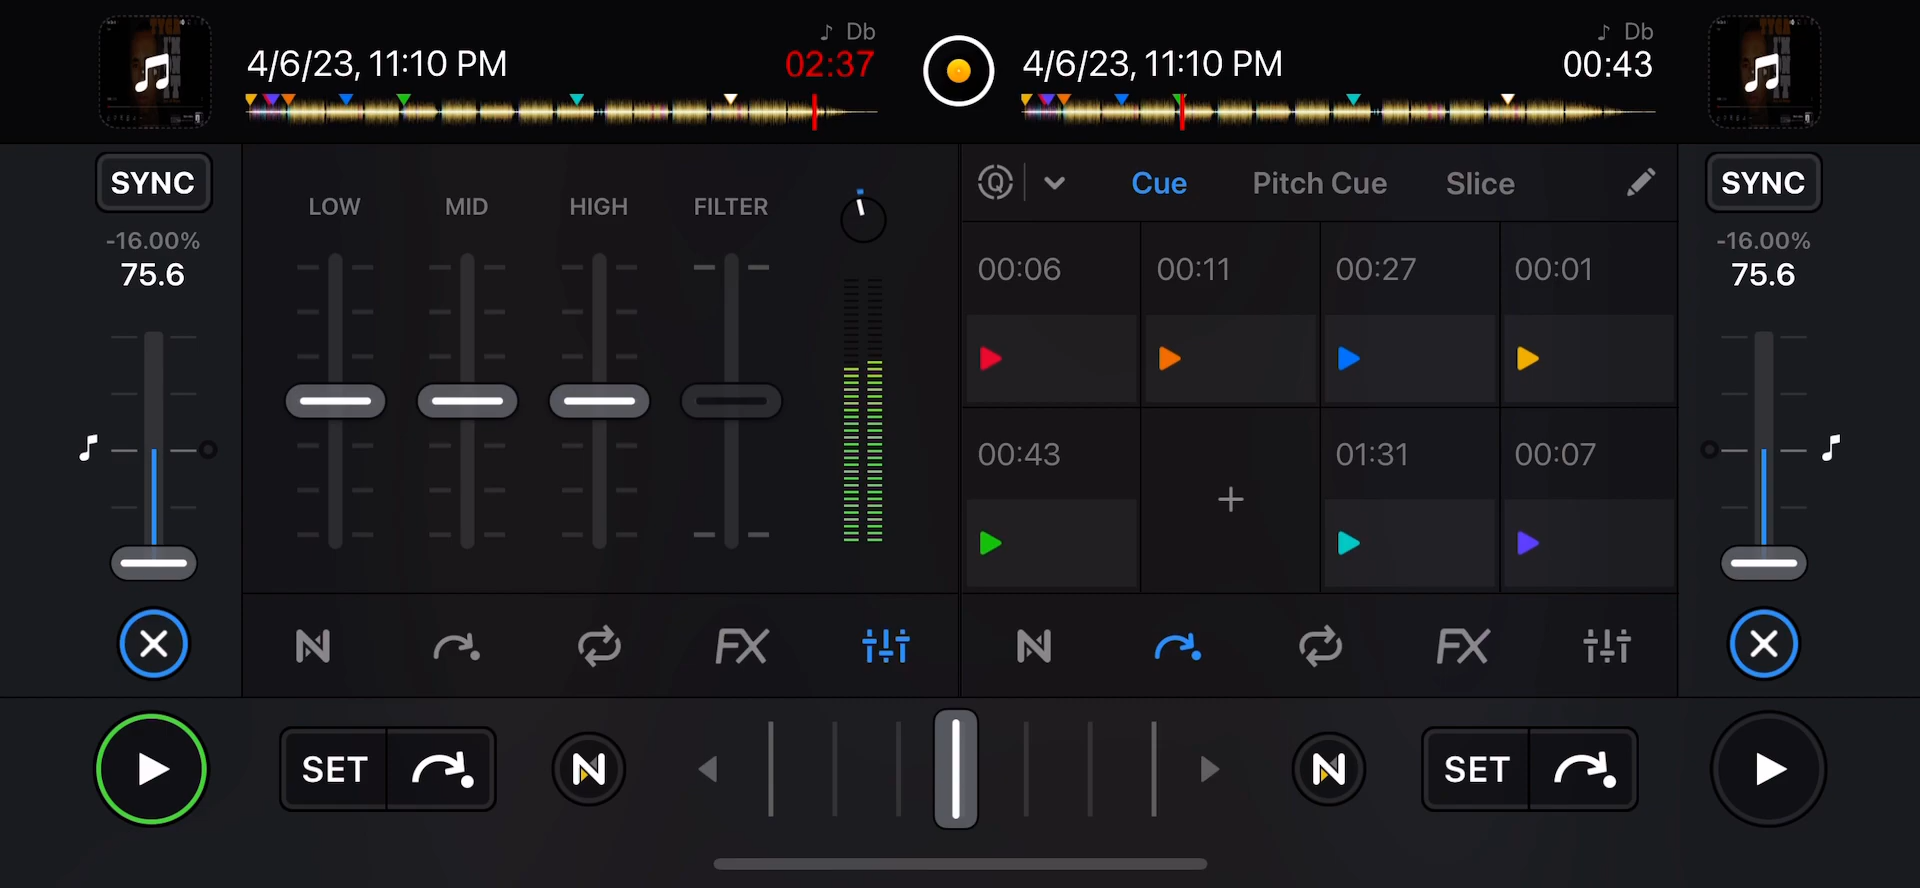 ♪ Db
4/6/23, 11:10 PM
02:37
♪ Db
4/6/23, 11:10 PM
00:43
SYNC
-16.00%
75.6
LOW
MID
HIGH
FILTER
Q
Cue
Pitch Cue
Slice
00:06
00:11
00:27
00:01
00:43
+
01:31
00:07
SYNC
-16.00%
75.6
N
FX
N
FX
SET
N
N
SET